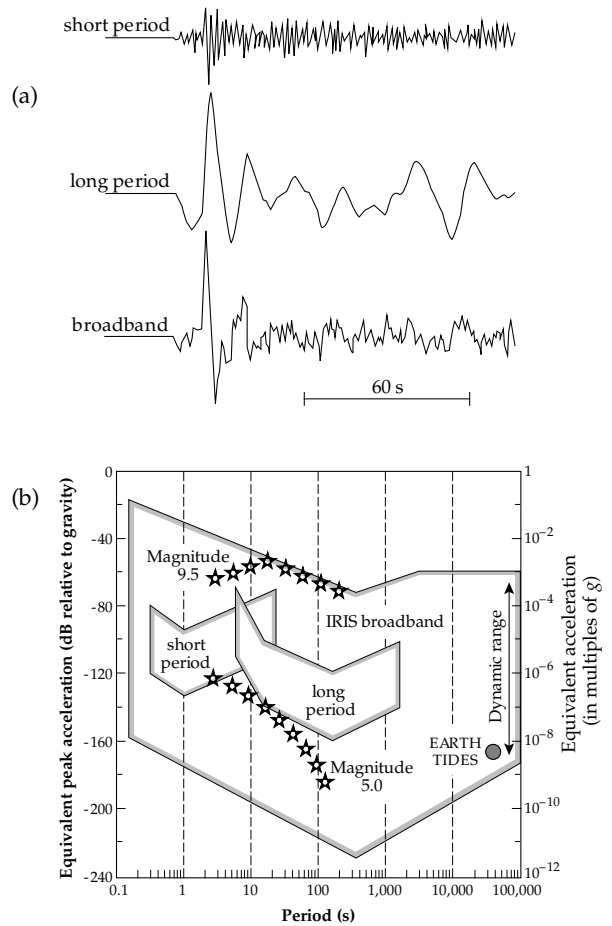 short period
(a)
long period
broadband
60 s
(b)
Equivalent peak acceleration (dB relative to gravity)
0
-40
-60
-80
-120
-160
-200
-240
Magnitude
9.5
IRIS broadband
short
period
long
period
Magnitude
5.0
EARTH
TIDES
Dynamic range
1
10⁻²
10⁻⁴
10⁻⁶
10⁻⁸
10⁻¹⁰
10⁻¹²
Equivalent acceleration
(in multiples of g)
0.1
1
10
100
1,000
10,000
100,000
Period (s)